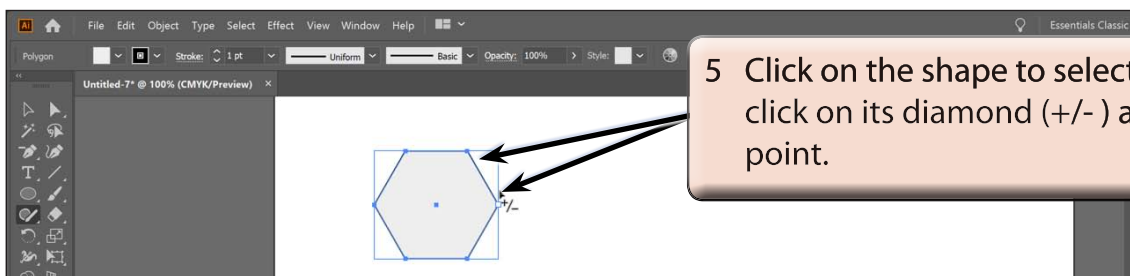 Ai File Edit Object Type Select Effect View Window Help Essentials Classic
Polygon Stroke: 1 pt Uniform Basic Opacity: 100% Style:
Untitled-7* @ 100% (CMYK/Preview) ×
5 Click on the shape to select
click on its diamond (+/- ) a
point.
+/-